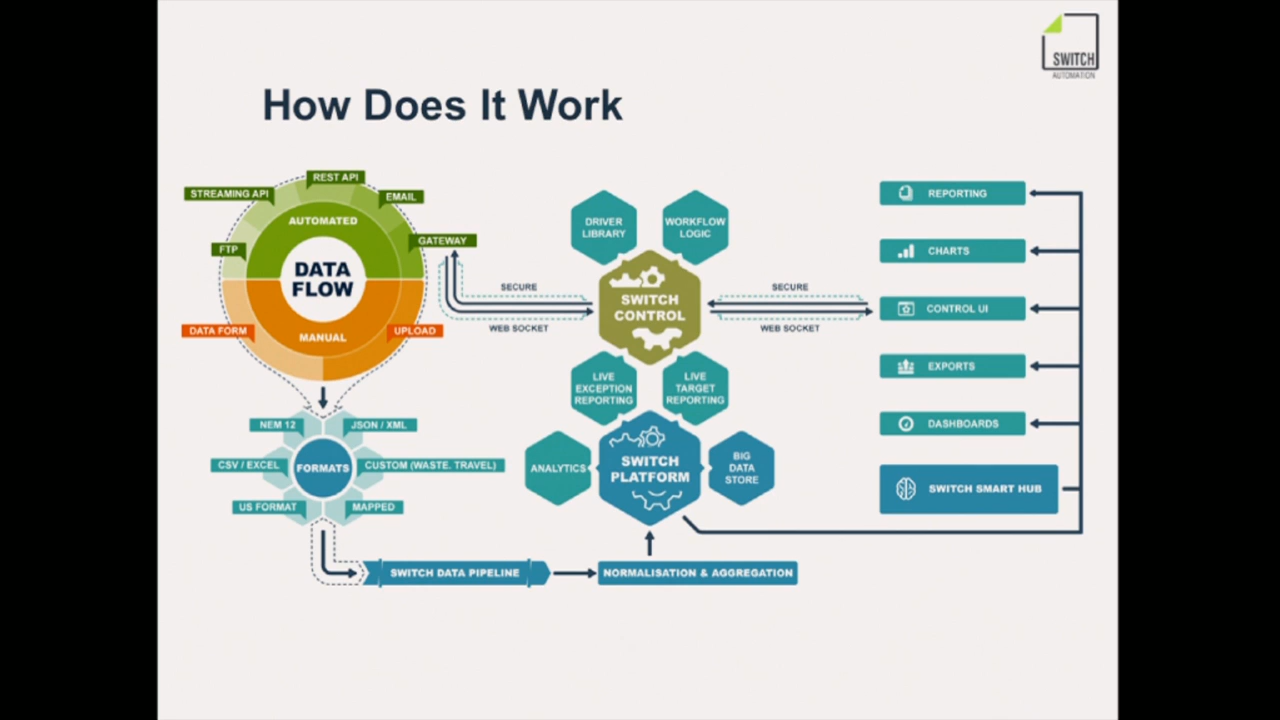 SWITCH
AUTOMATION
How Does It Work
REST API
STREAMING API
EMAIL
AUTOMATED
GATEWAY
FTP
DATA
FLOW
DATA FORM
UPLOAD
MANUAL
NEM 12
JSON / XML
CSV / EXCEL
FORMATS
CUSTOM (WASTE. TRAVEL)
US FORMAT
MAPPED
SWITCH DATA PIPELINE
NORMALISATION & AGGREGATION
SECURE
WEB SOCKET
DRIVER
LIBRARY
WORKFLOW
LOGIC
SWITCH
CONTROL
SECURE
WEB SOCKET
LIVE
EXCEPTION
REPORTING
LIVE
TARGET
REPORTING
ANALYTICS
SWITCH
PLATFORM
BIG
DATA
STORE
REPORTING
CHARTS
CONTROL UI
EXPORTS
DASHBOARDS
SWITCH SMART HUB